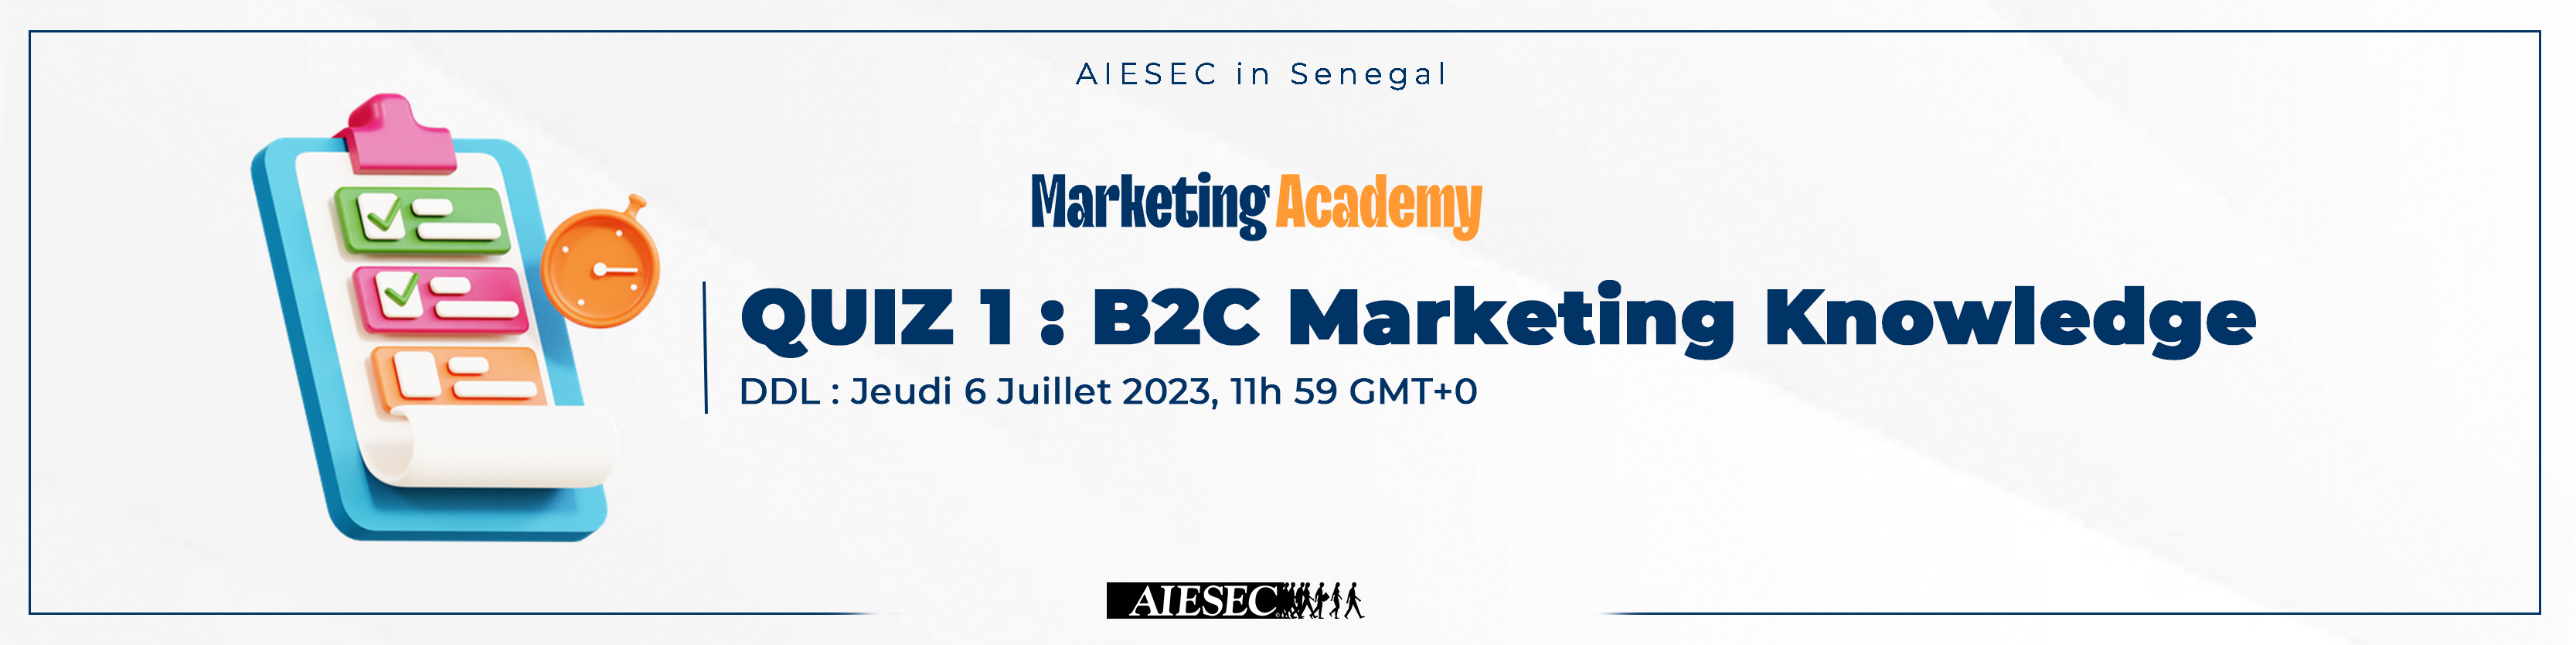 AIESEC in Senegal
Marketing Academy
QUIZ 1 : B2C Marketing Knowledge
DDL : Jeudi 6 Juillet 2023, 11h 59 GMT+0
AIESEC